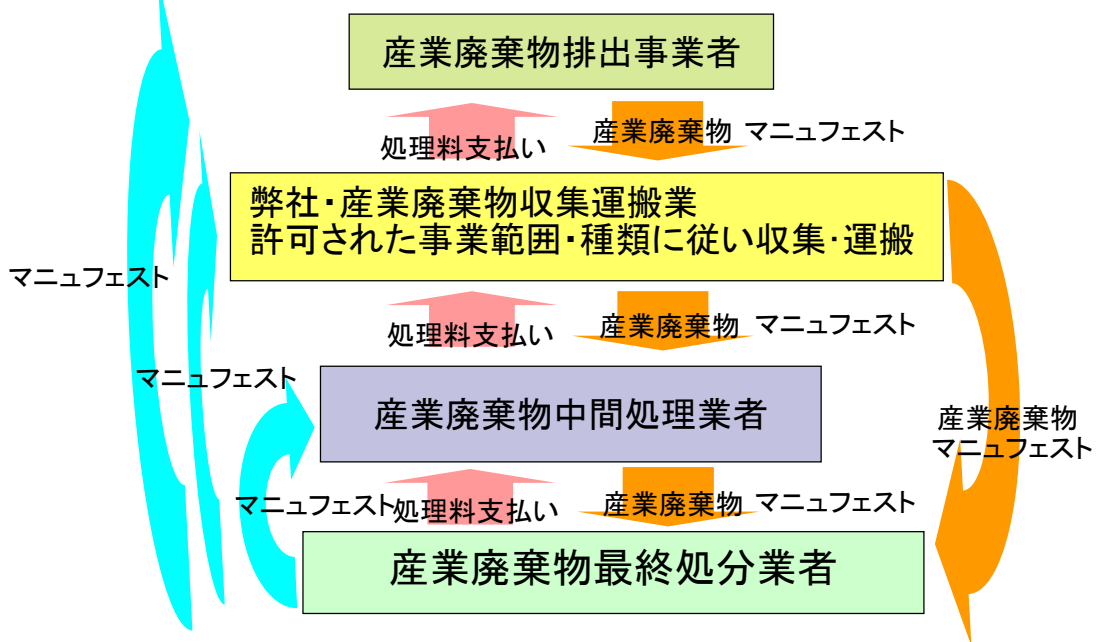 産業廃棄物排出事業者
処理料支払い
産業廃棄物 マニュフェスト
弊社・産業廃棄物収集運搬業
許可された事業範囲・種類に従い収集・運搬
マニュフェスト
処理料支払い
産業廃棄物 マニュフェスト
マニュフェスト
産業廃棄物中間処理業者
産業廃棄物
マニュフェスト
マニュフェスト
処理料支払い
産業廃棄物 マニュフェスト
産業廃棄物最終処分業者